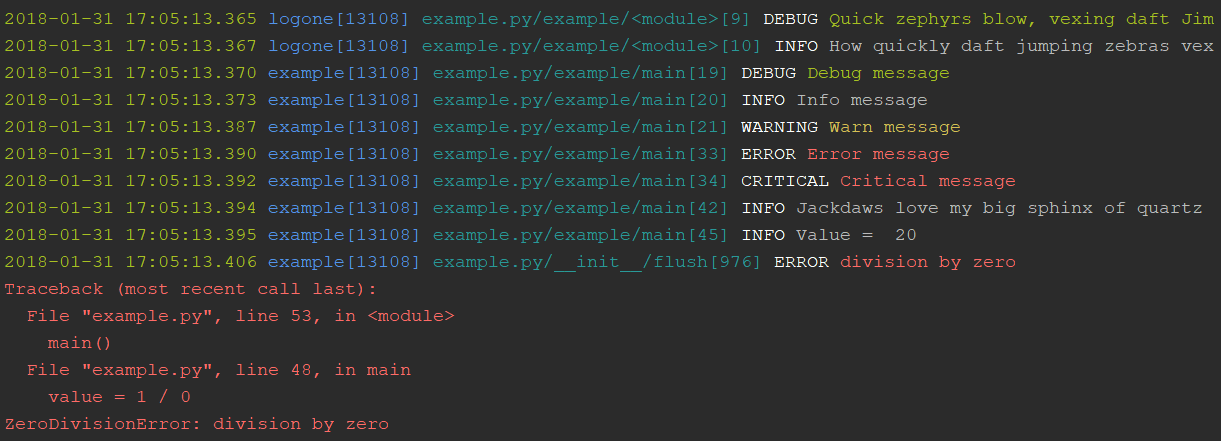 2018-01-31 17:05:13.365 logone[13108] example.py/example/<module>[9] DEBUG Quick zephyrs blow, vexing daft Jim
2018-01-31 17:05:13.367 logone[13108] example.py/example/<module>[10] INFO How quickly daft jumping zebras vex
2018-01-31 17:05:13.370 example[13108] example.py/example/main[19] DEBUG Debug message
2018-01-31 17:05:13.373 example[13108] example.py/example/main[20] INFO Info message
2018-01-31 17:05:13.387 example[13108] example.py/example/main[21] WARNING Warn message
2018-01-31 17:05:13.390 example[13108] example.py/example/main[33] ERROR Error message
2018-01-31 17:05:13.392 example[13108] example.py/example/main[34] CRITICAL Critical message
2018-01-31 17:05:13.394 example[13108] example.py/example/main[42] INFO Jackdaws love my big sphinx of quartz
2018-01-31 17:05:13.395 example[13108] example.py/example/main[45] INFO Value =  20
2018-01-31 17:05:13.406 example[13108] example.py/__init__/flush[976] ERROR division by zero
Traceback (most recent call last):
  File "example.py", line 53, in <module>
    main()
  File "example.py", line 48, in main
    value = 1 / 0
ZeroDivisionError: division by zero